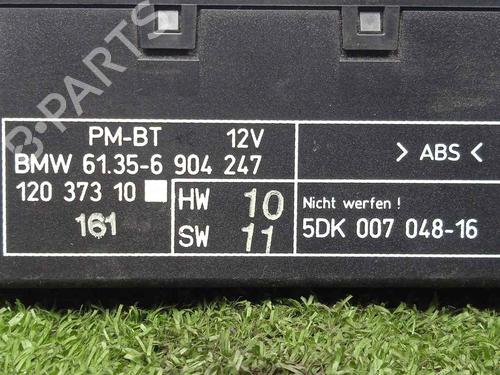 B-PARTS
PM-BT 12V
BMW 61.35-6 904 247
120 373 10
161
HW 10
SW 11
> ABS <
Nicht werfen !
5DK 007 048-16